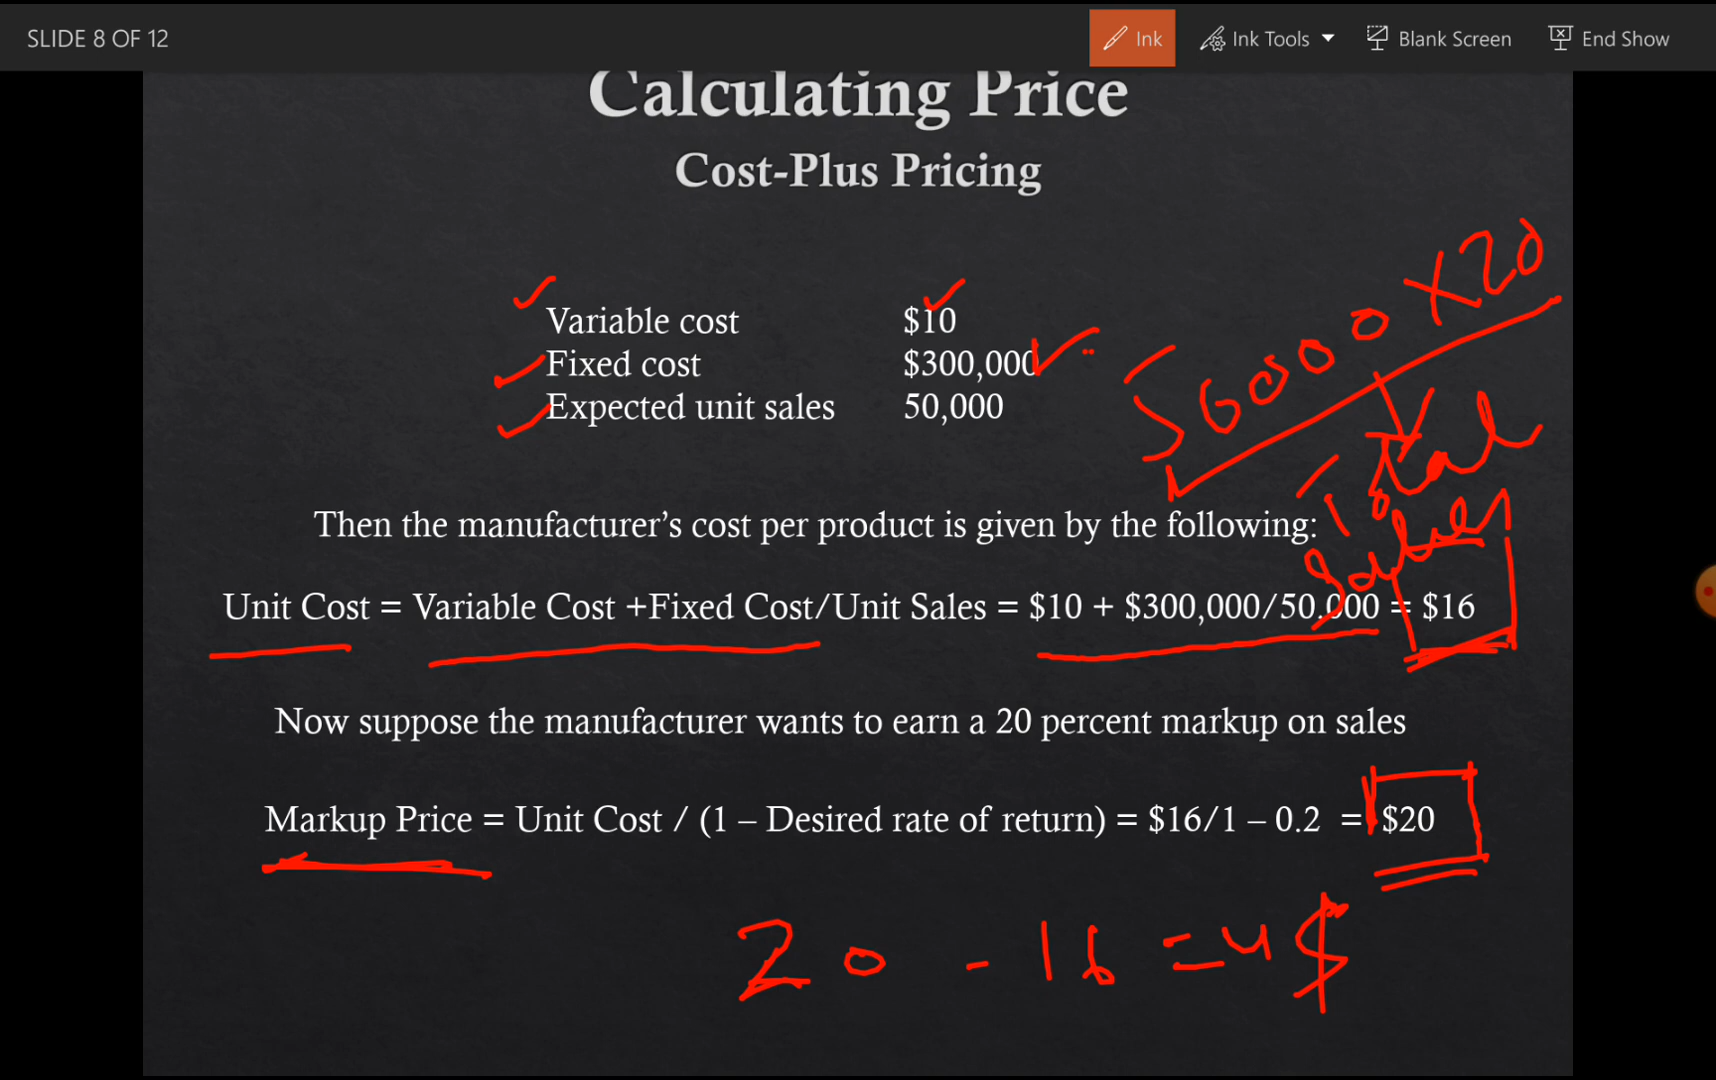 SLIDE 8 OF 12
Ink
Ink Tools
Blank Screen
End Show
Calculating Price
Cost-Plus Pricing
Variable cost $10
Fixed cost $300,000
Expected unit sales 50,000
50000 X 20
Total
Sales
Then the manufacturer’s cost per product is given by the following:
Unit Cost = Variable Cost +Fixed Cost/Unit Sales = $10 + $300,000/50,000 = $16
Now suppose the manufacturer wants to earn a 20 percent markup on sales
Markup Price = Unit Cost / (1 – Desired rate of return) = $16/1 – 0.2 = $20
20 - 16 = 4$